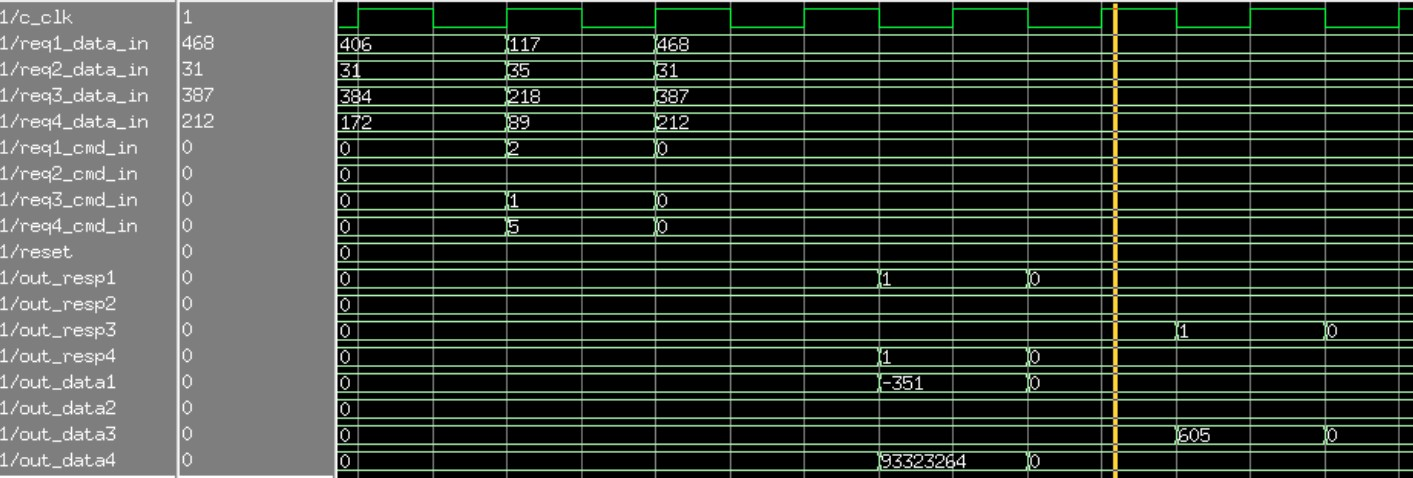 1/c_clk 1
1/req1_data_in 468 406 117 468
1/req2_data_in 31 31 35 31
1/req3_data_in 387 384 218 387
1/req4_data_in 212 172 89 212
1/req1_cmd_in 0 0 2 0
1/req2_cmd_in 0 0
1/req3_cmd_in 0 0 1 0
1/req4_cmd_in 0 0 5 0
1/reset 0 0
1/out_resp1 0 0 1 0
1/out_resp2 0 0
1/out_resp3 0 0 1 0
1/out_resp4 0 0 1 0
1/out_data1 0 0 -351 0
1/out_data2 0 0
1/out_data3 0 0 605 0
1/out_data4 0 0 93323264 0